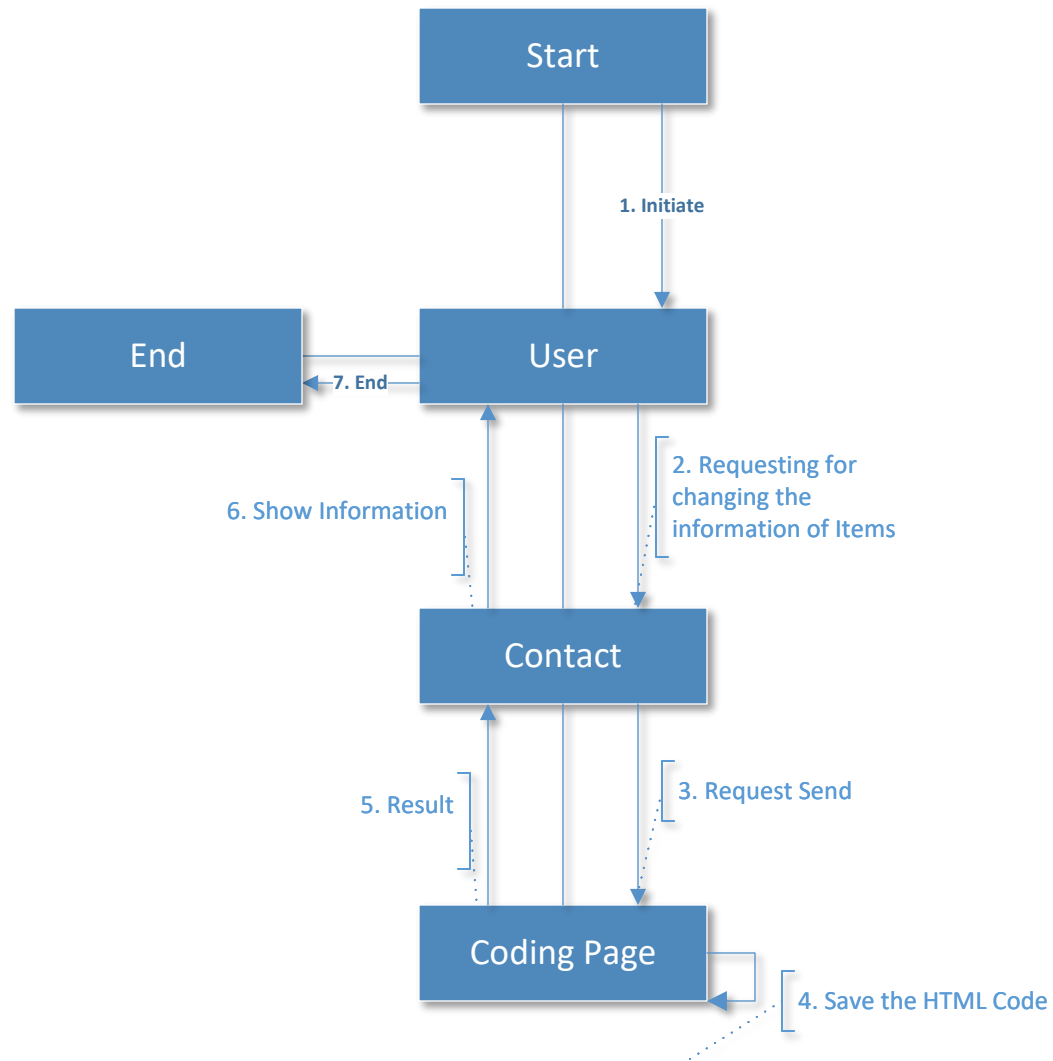 Start
1. Initiate
End
User
7. End
2. Requesting for
changing the
information of Items
6. Show Information
Contact
3. Request Send
5. Result
Coding Page
4. Save the HTML Code